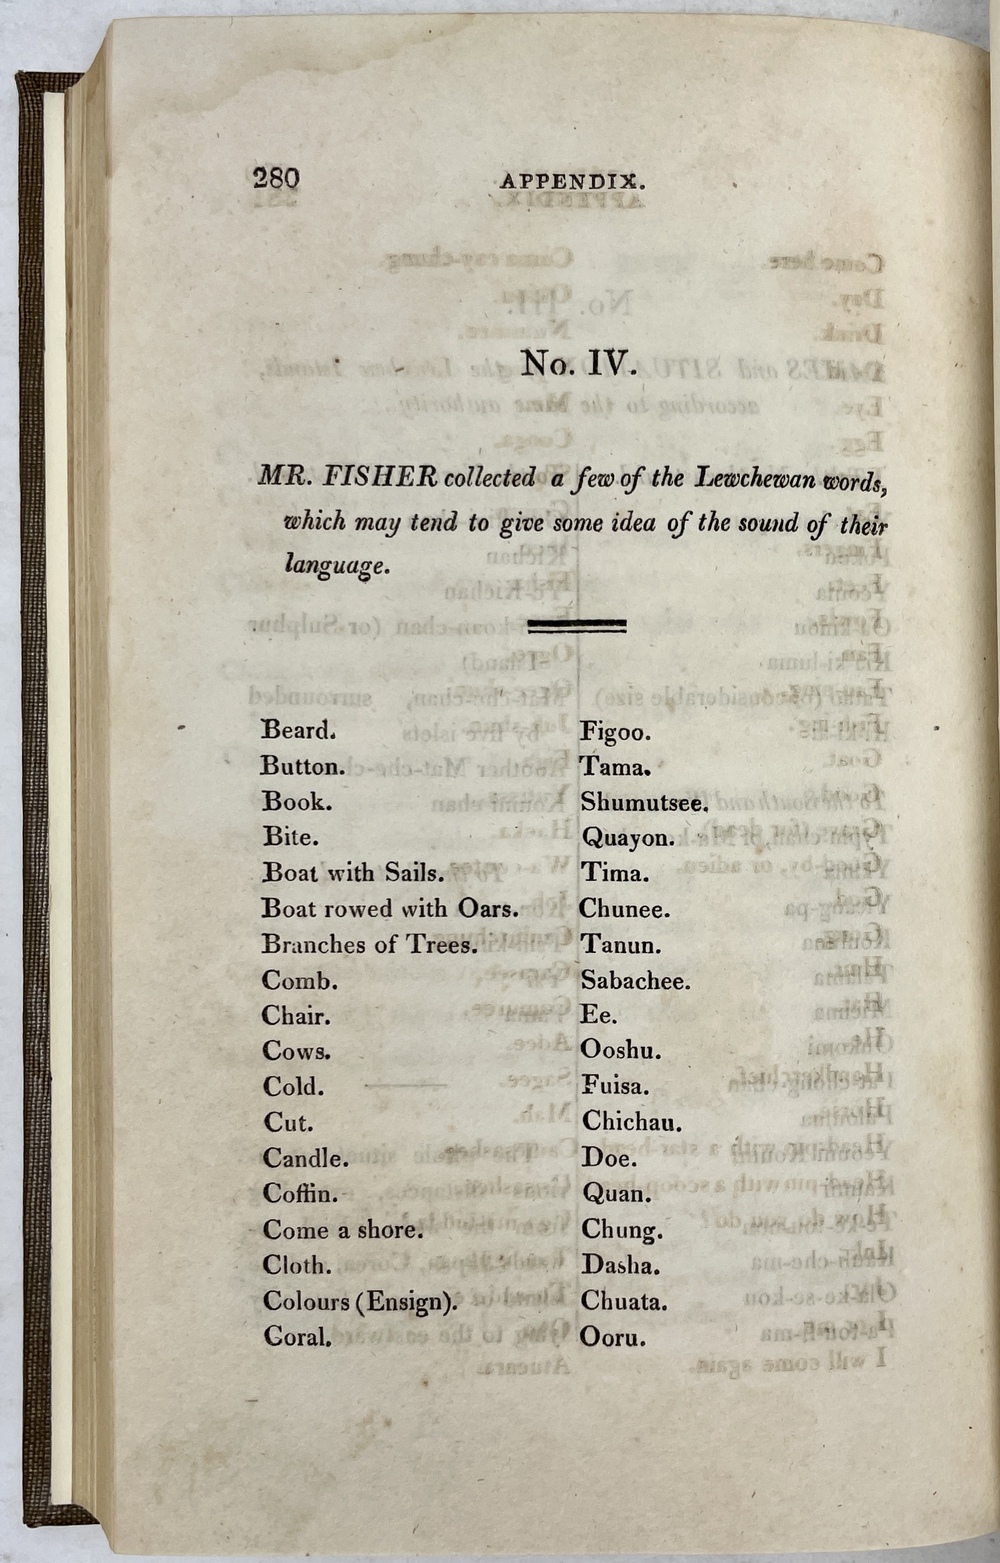 280 APPENDIX.
No. IV.
MR. FISHER collected a few of the Lewchewan words,
which may tend to give some idea of the sound of their
language.
Beard. Figoo.
Button. Tama.
Book. Shumutsee.
Bite. Quayon.
Boat with Sails. Tima.
Boat rowed with Oars. Chunee.
Branches of Trees. Tanun.
Comb. Sabachee.
Chair. Ee.
Cows. Ooshu.
Cold. Fuisa.
Cut. Chichau.
Candle. Doe.
Coffin. Quan.
Come a shore. Chung.
Cloth. Dasha.
Colours (Ensign). Chuata.
Coral. Ooru.